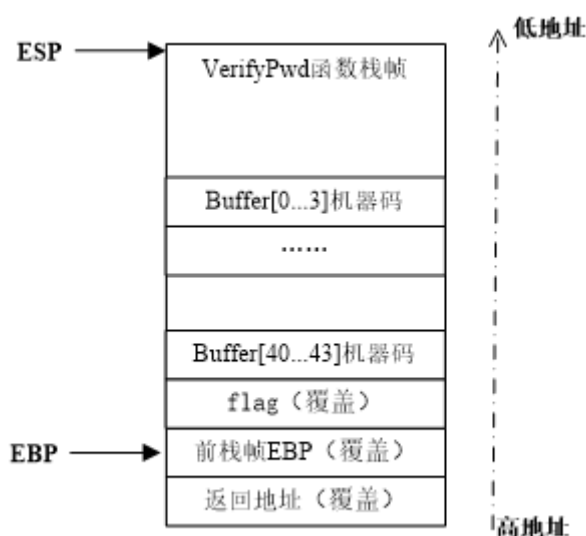 低地址
ESP
VerifyPwd函数栈帧
Buffer[0...3]机器码
……
Buffer[40...43]机器码
flag（覆盖）
EBP
前栈帧EBP（覆盖）
返回地址（覆盖）
高地址